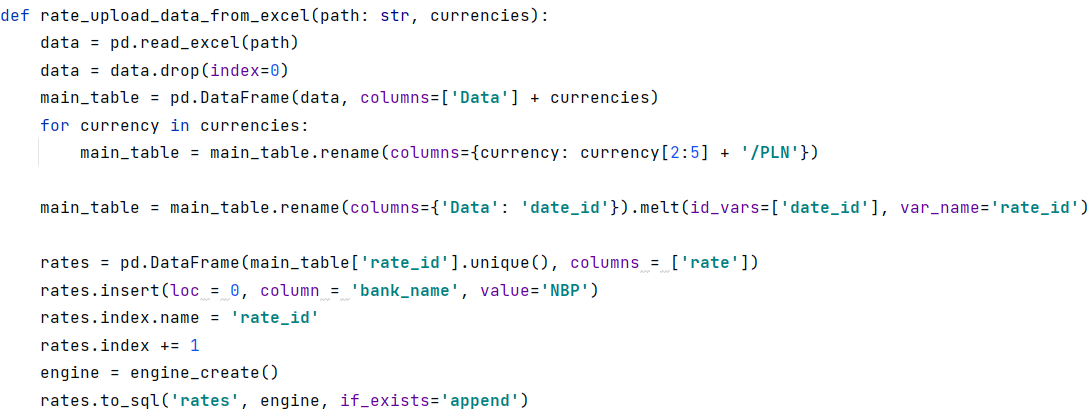 def rate_upload_data_from_excel(path: str, currencies):
    data = pd.read_excel(path)
    data = data.drop(index=0)
    main_table = pd.DataFrame(data, columns=['Data'] + currencies)
    for currency in currencies:
        main_table = main_table.rename(columns={currency: currency[2:5] + '/PLN'})
    main_table = main_table.rename(columns={'Data': 'date_id'}).melt(id_vars=['date_id'], var_name='rate_id')
    rates = pd.DataFrame(main_table['rate_id'].unique(), columns = ['rate'])
    rates.insert(loc = 0, column = 'bank_name', value='NBP')
    rates.index.name = 'rate_id'
    rates.index += 1
    engine = engine_create()
    rates.to_sql('rates', engine, if_exists='append')